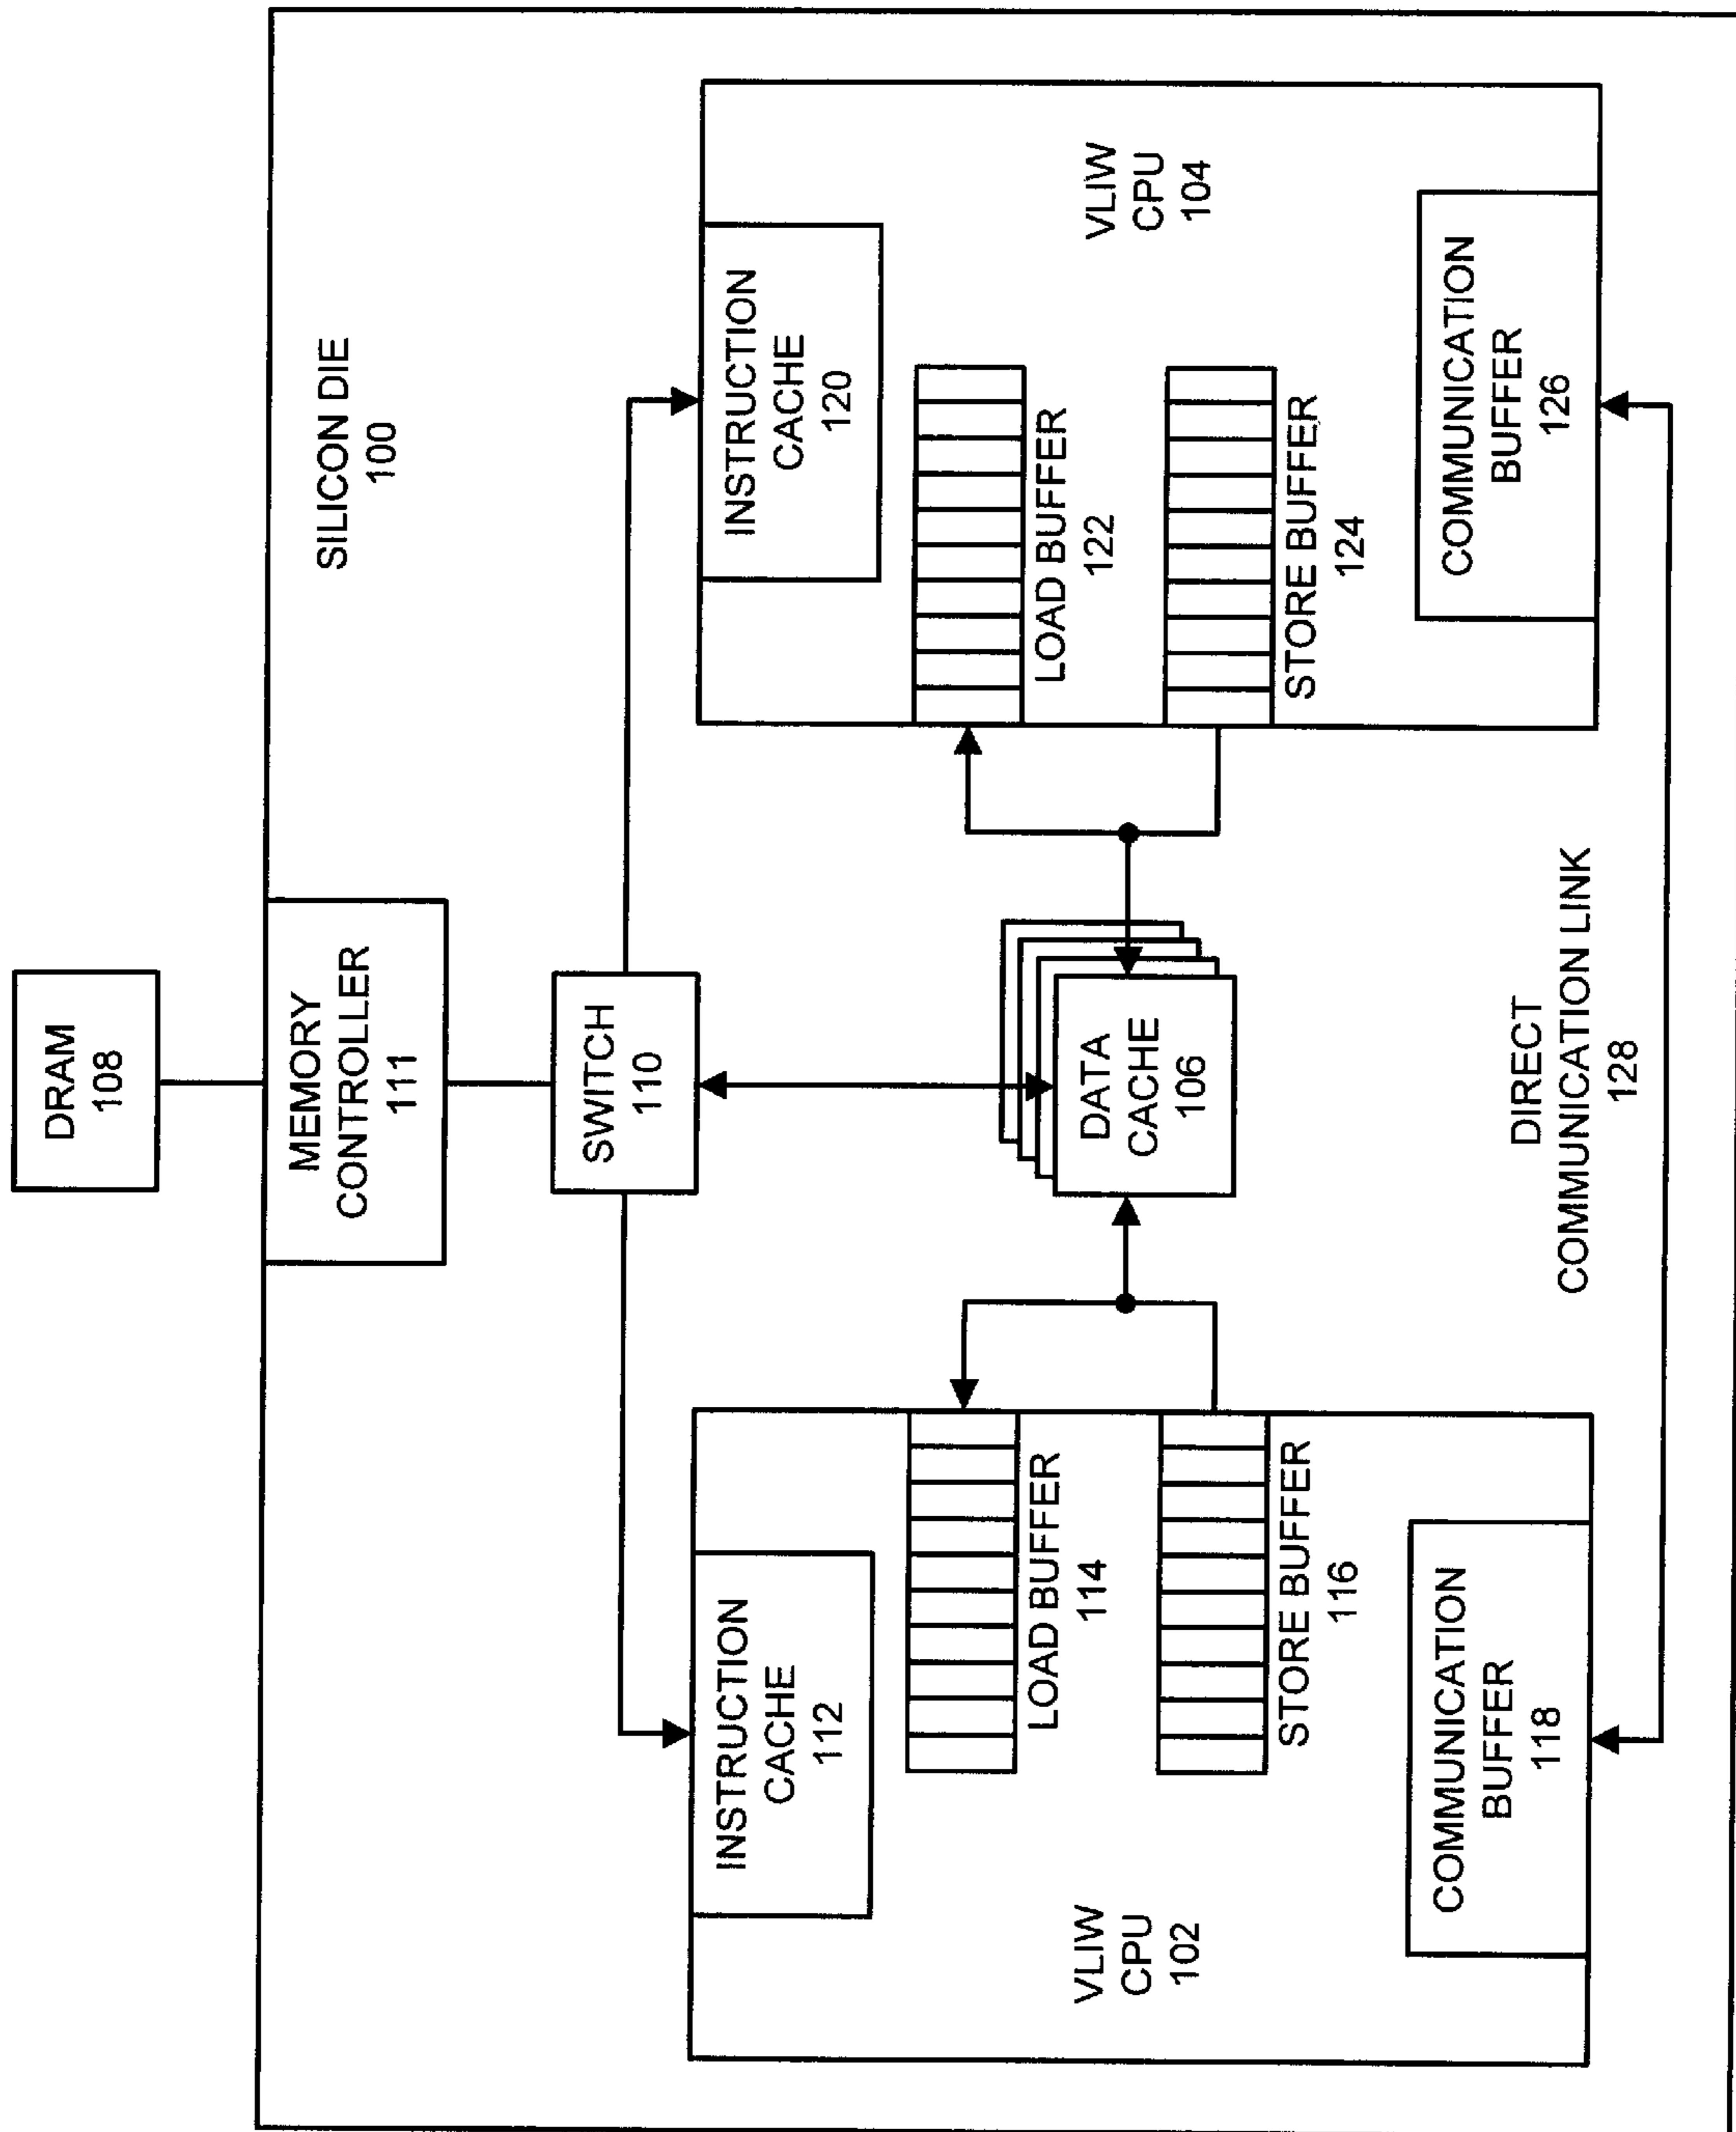 DRAM
108
SILICON DIE
100
MEMORY
CONTROLLER
111
SWITCH
110
INSTRUCTION
CACHE
112
INSTRUCTION
CACHE
120
LOAD BUFFER
114
LOAD BUFFER
122
VLIW
CPU
102
DATA
CACHE
106
VLIW
CPU
104
STORE BUFFER
116
STORE BUFFER
124
COMMUNICATION
BUFFER
118
DIRECT
COMMUNICATION LINK
128
COMMUNICATION
BUFFER
126